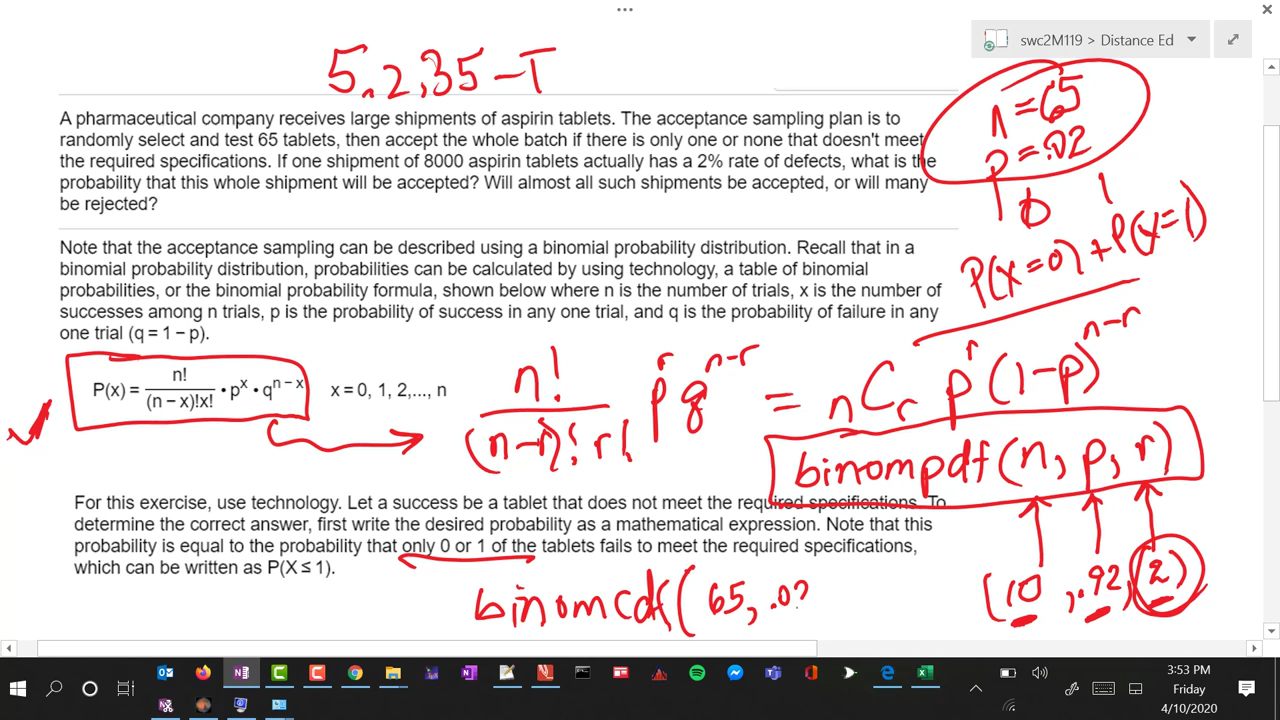 swc2M119 > Distance Ed
5.2.35-T
A pharmaceutical company receives large shipments of aspirin tablets. The acceptance sampling plan is to
randomly select and test 65 tablets, then accept the whole batch if there is only one or none that doesn't meet
the required specifications. If one shipment of 8000 aspirin tablets actually has a 2% rate of defects, what is the
probability that this whole shipment will be accepted? Will almost all such shipments be accepted, or will many
be rejected?
n = 65
p = .02
0 1
P(x=0) + P(x=1)
Note that the acceptance sampling can be decribed using a binomial probability distribution. Recall that in a
binomial probability distribution, probabilities can be calculated by using technology, a table of binomial
probabilities, or the binomial probability formula, shown below where n is the number of trials, x is the number of
successes among n trials, p is the probability of success in any one trial, and q is the probability of failure in any
one trial (q = 1 − p).
P(x) = n! / (n − x)!x! • p^x • q^(n − x) x = 0, 1, 2,..., n
n! / (n-r)! r! p^r q^(n-r) = nCr p^r (1-p)^(n-r)
binompdf(n, p, r)
For this exercise, use technology. Let a success be a tablet that does not meet the required specifications. To
determine the correct answer, first write the desired probability as a mathematical expression. Note that this
probability is equal to the probability that only 0 or 1 of the tablets fails to meet the required specifications,
which can be written as P(X ≤ 1).
(10, .92, 2)
binomcdf(65, .02
3:53 PM
Friday
4/10/2020